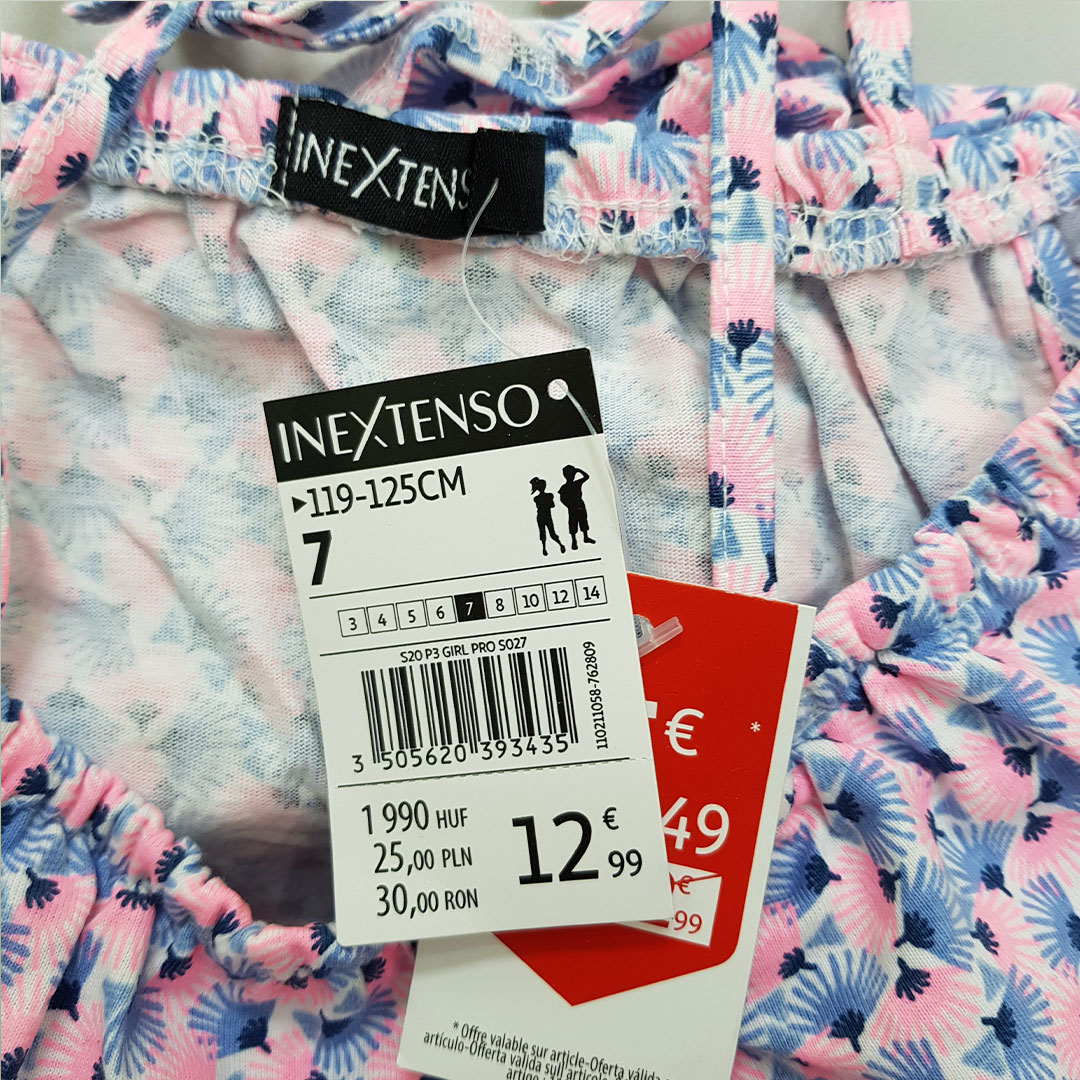 INEXTENS
INEXTENSO
▸119-125CM
7
3 4 5 6 7 8 10 12 14
S20 P3 GIRL PRO S027
110211058-762809
3 505620 393435
1 990 HUF
25,00 PLN
30,00 RON
12 € 99
€ *
49
€
99
* Offre valable sur article-Oferta válida
artículo-Oferta valida sull'articolo
artigo